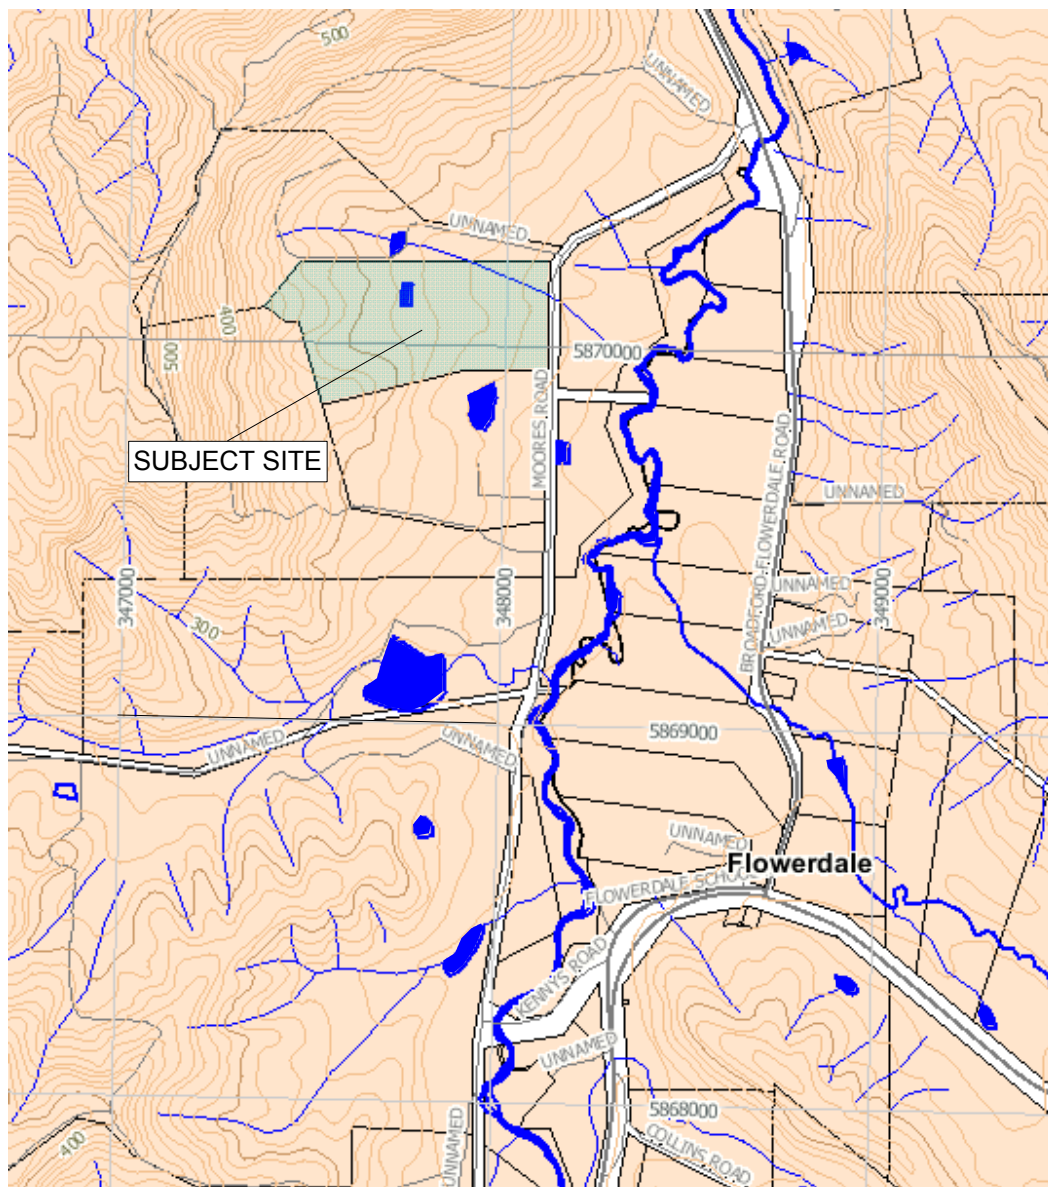 500
UNNAMED
UNNAMED
400
500
5870000
SUBJECT SITE
MOORES ROAD
BROADFORD-FLOWERDALE ROAD
UNNAMED
347000
348000
349000
UNNAMED
UNNAMED
300
UNNAMED
UNNAMED
5869000
UNNAMED
Flowerdale
FLOWERDALE SCHOOL
KENNYS ROAD
UNNAMED
5868000
UNNAMED
COLLINS ROAD
400